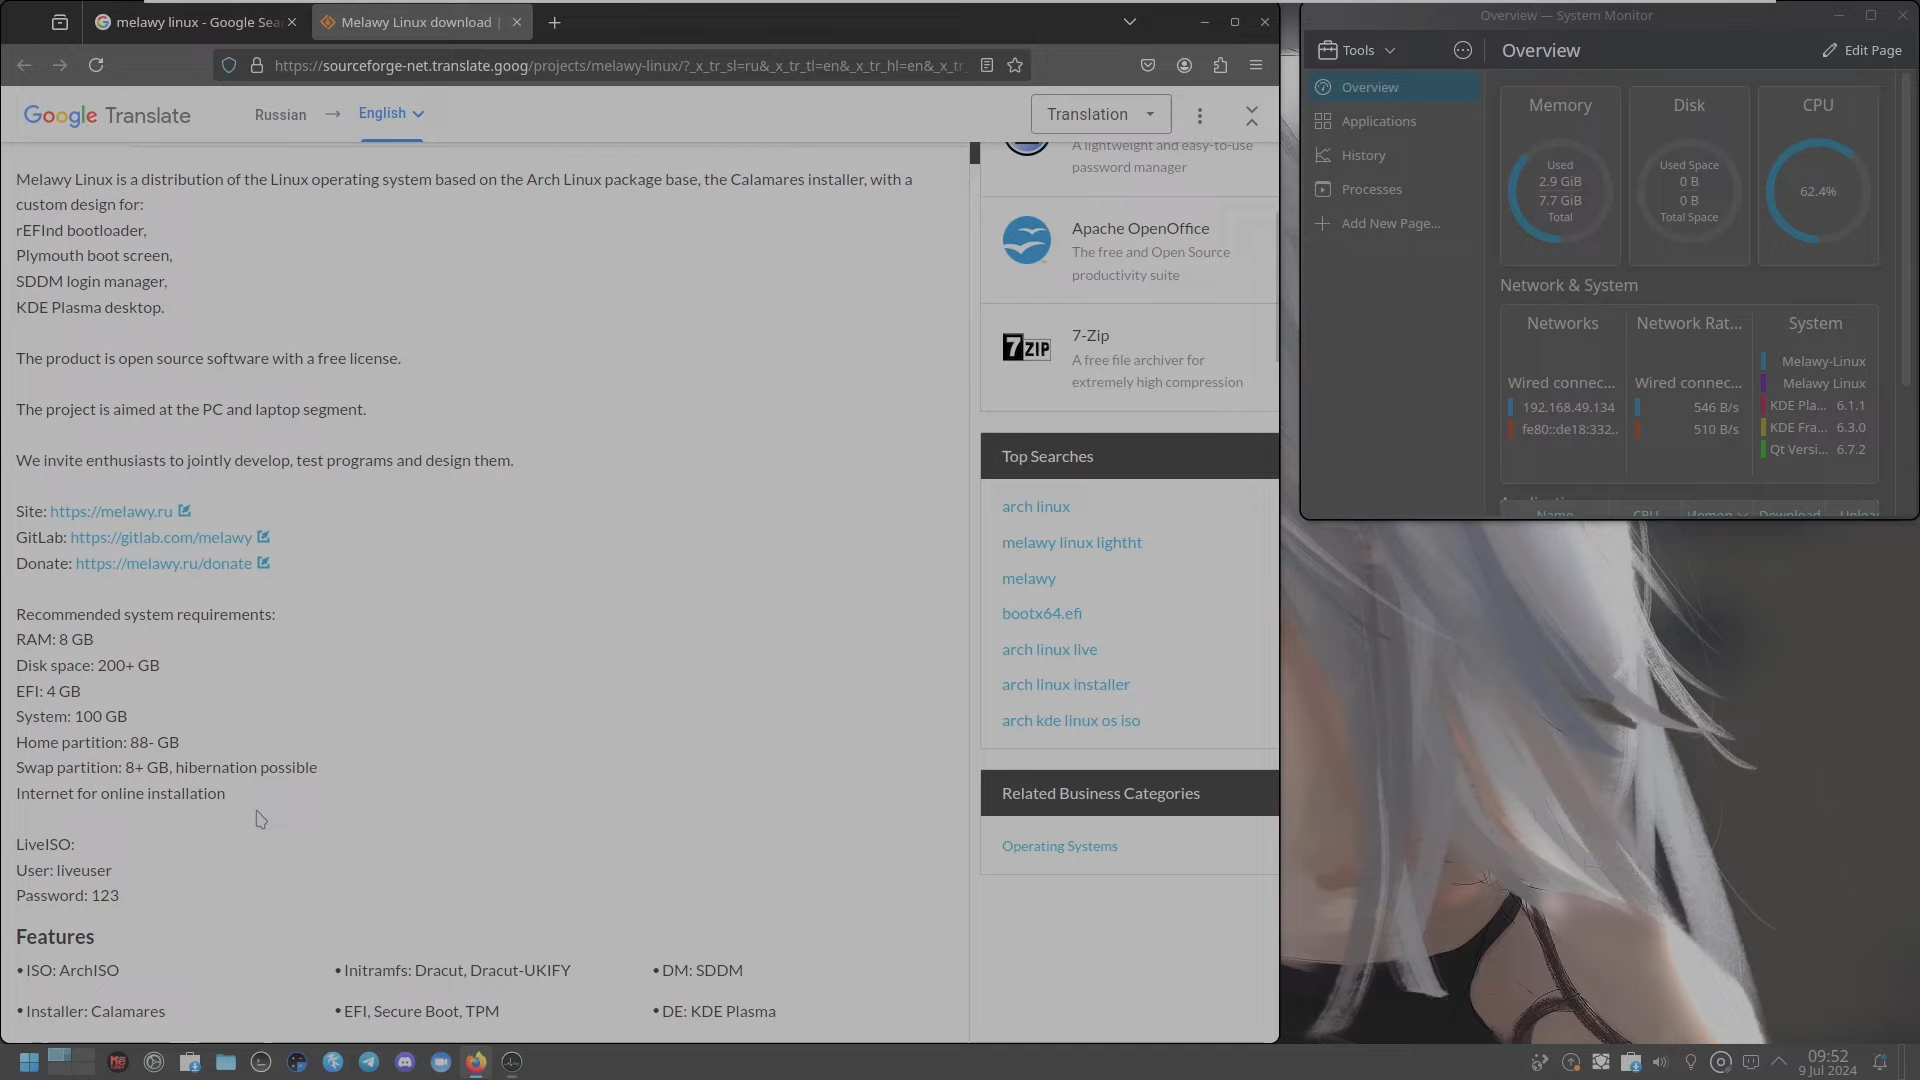 melawy linux - Google Sea
Melawy Linux download |
https://sourceforge-net.translate.goog/projects/melawy-linux/?_x_tr_sl=ru&_x_tr_tl=en&_x_tr_hl=en&_x_tr
Google Translate
Russian
English
Translation
Melawy Linux is a distribution of the Linux operating system based on the Arch Linux package base, the Calamares installer, with a
custom design for:
rEFInd bootloader,
Plymouth boot screen,
SDDM login manager,
KDE Plasma desktop.
The product is open source software with a free license.
The project is aimed at the PC and laptop segment.
We invite enthusiasts to jointly develop, test programs and design them.
Site: https://melawy.ru
GitLab: https://gitlab.com/melawy
Donate: https://melawy.ru/donate
Recommended system requirements:
RAM: 8 GB
Disk space: 200+ GB
EFI: 4 GB
System: 100 GB
Home partition: 88- GB
Swap partition: 8+ GB, hibernation possible
Internet for online installation
LiveISO:
User: liveuser
Password: 123
Features
• ISO: ArchISO
• Initramfs: Dracut, Dracut-UKIFY
• DM: SDDM
• Installer: Calamares
• EFI, Secure Boot, TPM
• DE: KDE Plasma
A lightweight and easy-to-use
password manager
Apache OpenOffice
The free and Open Source
productivity suite
7 ZIP
7-Zip
A free file archiver for
extremely high compression
Top Searches
arch linux
melawy linux lightht
melawy
bootx64.efi
arch linux live
arch linux installer
arch kde linux os iso
Related Business Categories
Operating Systems
Overview — System Monitor
Tools
Overview
Edit Page
Overview
Applications
History
Processes
Add New Page...
Memory
Used
2.9 GiB
7.7 GiB
Total
Disk
Used Space
0 B
0 B
Total Space
CPU
62.4%
Network & System
Networks
Wired connec...
192.168.49.134
fe80::de18:332..
Network Rat...
Wired connec...
546 B/s
510 B/s
System
Melawy-Linux
Melawy Linux
KDE Pla... 6.1.1
KDE Fra... 6.3.0
Qt Versi... 6.7.2
Name
CPU
Memory
Download
09:52
9 Jul 2024